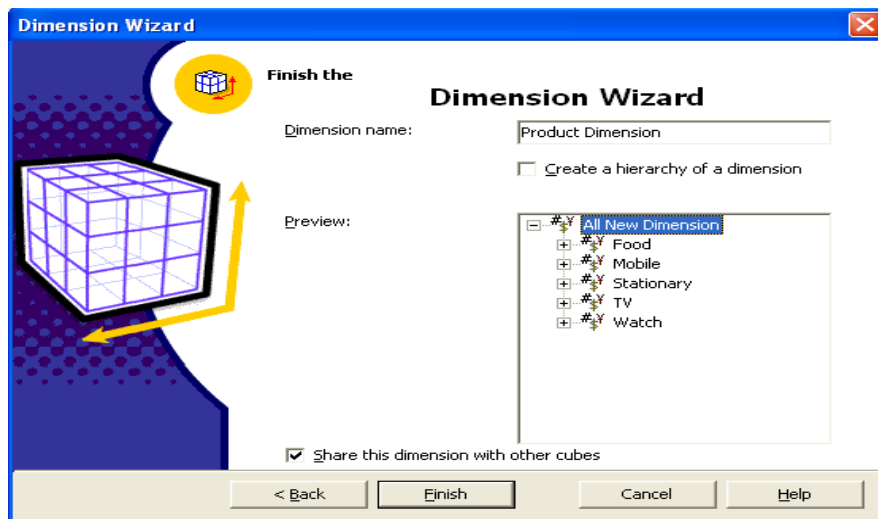 Dimension Wizard
Finish the
Dimension Wizard
Dimension name:
Product Dimension
Create a hierarchy of a dimension
Preview:
All New Dimension
Food
Mobile
Stationary
TV
Watch
Share this dimension with other cubes
< Back
Finish
Cancel
Help